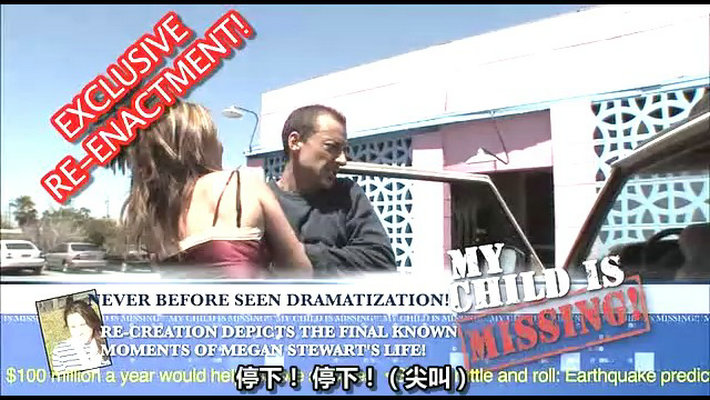 EXCLUSIVE
RE-ENACTMENT!
MY
CHILD IS
MISSING!
NEVER BEFORE SEEN DRAMATIZATION!
RE-CREATION DEPICTS THE FINAL KNOWN
MOMENTS OF MEGAN STEWART'S LIFE!
$100 million a year would hel
ttle and roll: Earthquake predic
停下！停下！（尖叫）